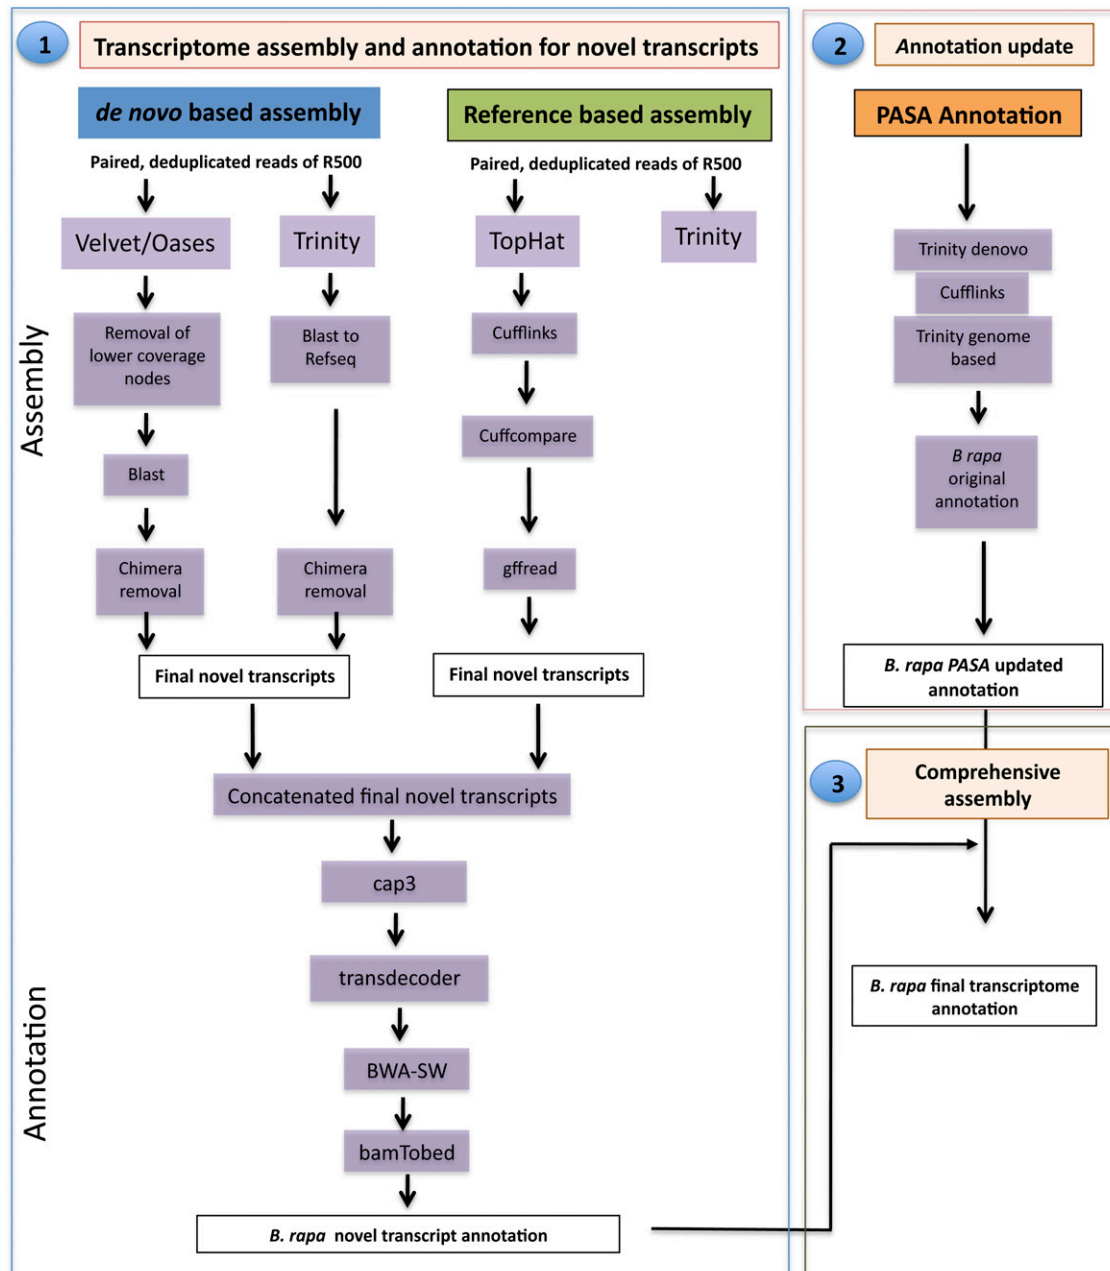 1
Transcriptome assembly and annotation for novel transcripts
de novo based assembly
Reference based assembly
Paired, deduplicated reads of R500
Paired, deduplicated reads of R500
Velvet/Oases
Trinity
TopHat
Trinity
Removal of
lower coverage
nodes
Blast to
Refseq
Cufflinks
Cuffcompare
Blast
Chimera
removal
Chimera
removal
gffread
Final novel transcripts
Final novel transcripts
Assembly
Concatenated final novel transcripts
cap3
transdecoder
BWA-SW
bamTobed
B. rapa novel transcript annotation
Annotation
2
Annotation update
PASA Annotation
Trinity denovo
Cufflinks
Trinity genome
based
B rapa
original
annotation
B. rapa PASA updated
annotation
3
Comprehensive
assembly
B. rapa final transcriptome
annotation